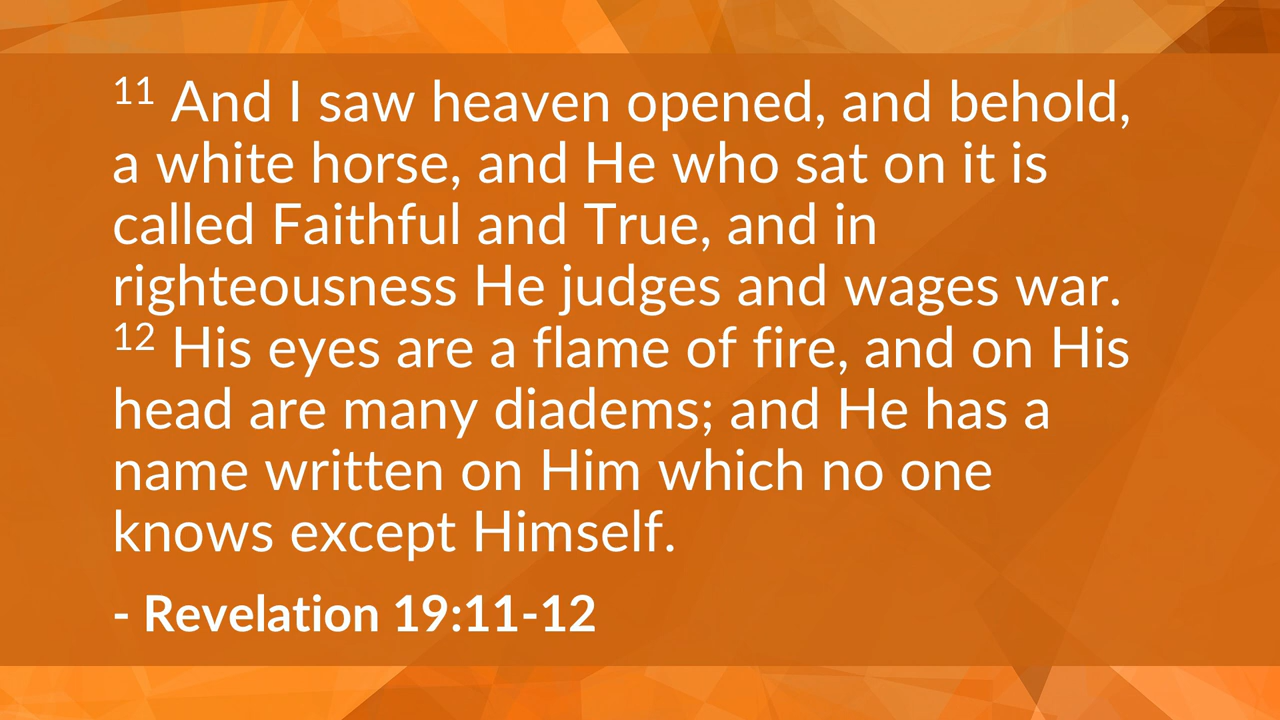 11 And I saw heaven opened, and behold,
a white horse, and He who sat on it is
called Faithful and True, and in
righteousness He judges and wages war.
12 His eyes are a flame of fire, and on His
head are many diadems; and He has a
name written on Him which no one
knows except Himself.
- Revelation 19:11-12